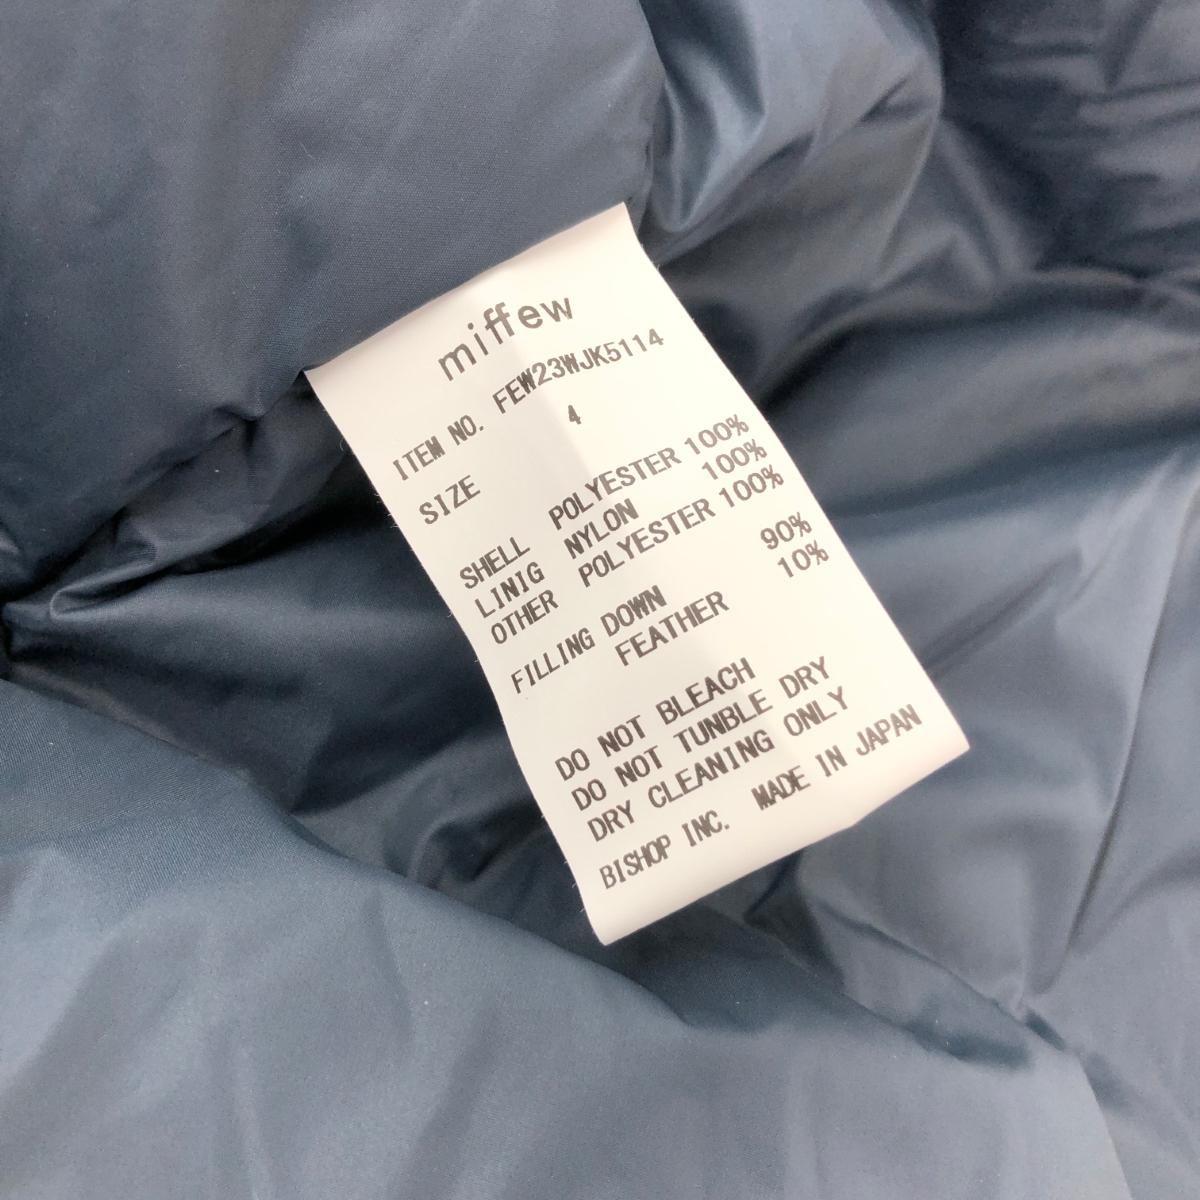 miffew
ITEM NO. FEW23WJK5114
SIZE 4
SHELL POLYESTER 100%
LINIG NYLON 100%
OTHER POLYESTER 100%
FILLING DOWN 90%
FEATHER 10%
DO NOT BLEACH
DO NOT TUNBLE DRY
DRY CLEANING ONLY
BISHOP INC. MADE IN JAPAN